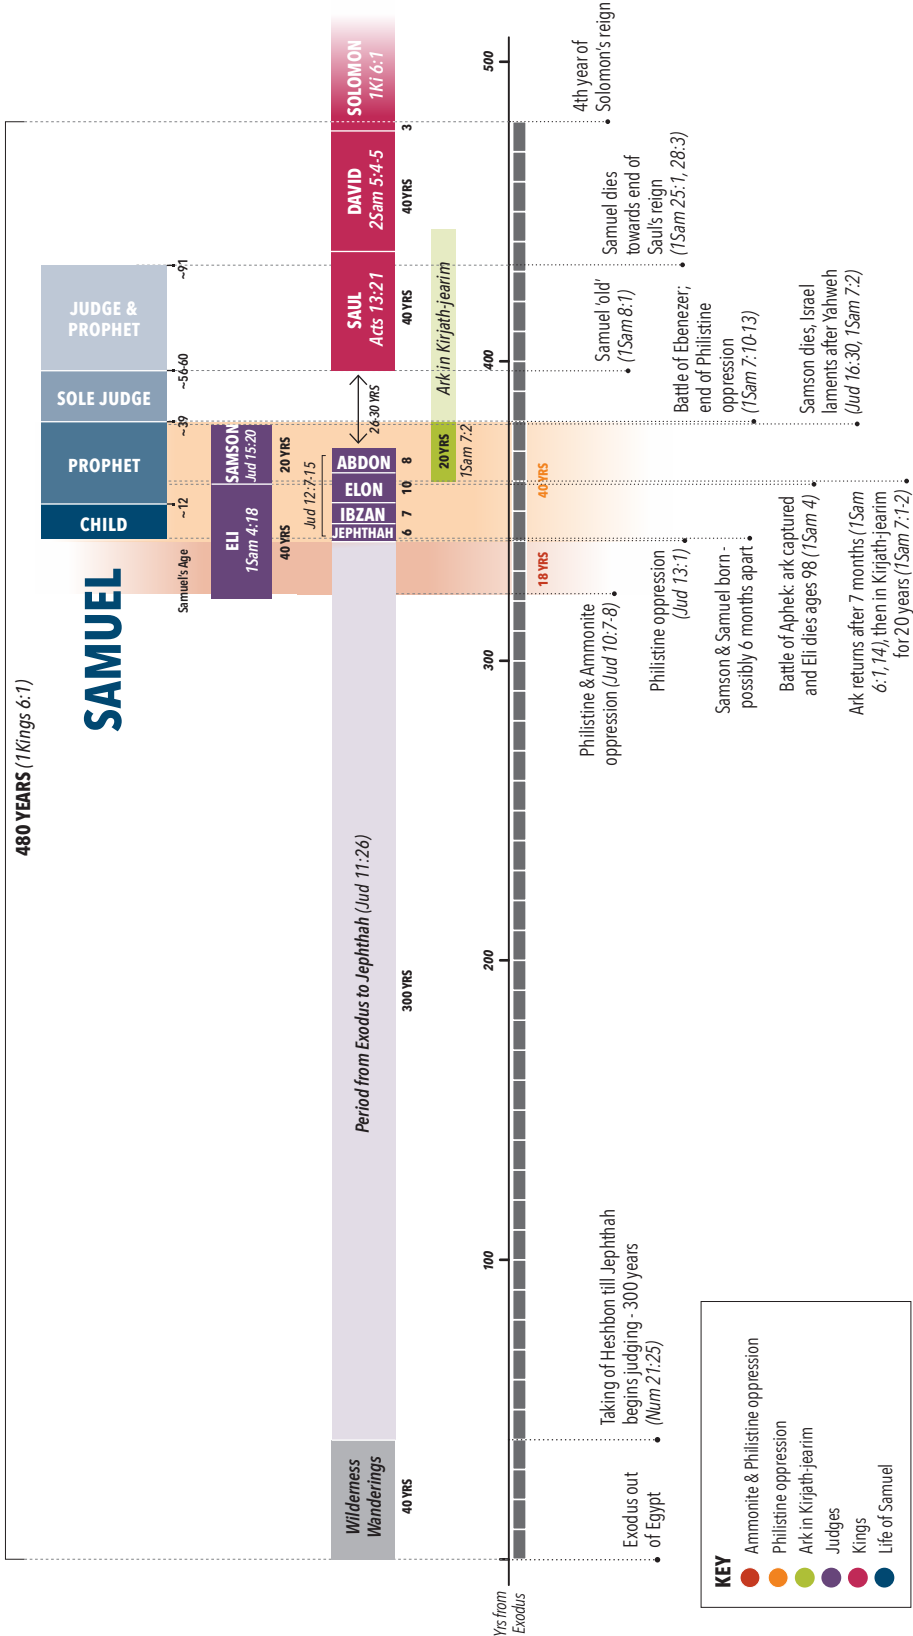 480 YEARS (1Kings 6:1)
SAMUEL
CHILD
PROPHET
SOLE JUDGE
JUDGE &
PROPHET
Samuel's Age
~12
~39
~56-60
~91
ELI
1Sam 4:18
SAMSON
Jud 15:20
40 YRS
20 YRS
Jud 12:7-15
Wilderness
Wanderings
Period from Exodus to Jephthah (Jud 11:26)
JEPHTHAH
IBZAN
ELON
ABDON
26-30 YRS
SAUL
Acts 13:21
DAVID
2Sam 5:4-5
SOLOMON
1Ki 6:1
40 YRS
300 YRS
6
7
10
8
40 YRS
40 YRS
3
20 YRS
Ark in Kirjath-jearim
1Sam 7:2
Yrs from
Exodus
100
200
300
400
500
18 YRS
40 YRS
Exodus out
of Egypt
Taking of Heshbon till Jephthah
begins judging - 300 years
(Num 21:25)
Philistine & Ammonite
oppression (Jud 10:7-8)
Philistine oppression
(Jud 13:1)
Samson & Samuel born -
possibly 6 months apart
Battle of Aphek: ark captured
and Eli dies ages 98 (1Sam 4)
Ark returns after 7 months (1Sam
6:1,14), then in Kirjath-jearim
for 20 years (1Sam 7:1-2)
Samuel 'old'
(1Sam 8:1)
Battle of Ebenezer;
end of Philistine
oppression
(1Sam 7:10-13)
Samson dies, Israel
laments after Yahweh
(Jud 16:30, 1Sam 7:2)
Samuel dies
towards end of
Saul's reign
(1Sam 25:1, 28:3)
4th year of
Solomon's reign
KEY
Ammonite & Philistine oppression
Philistine oppression
Ark in Kirjath-jearim
Judges
Kings
Life of Samuel